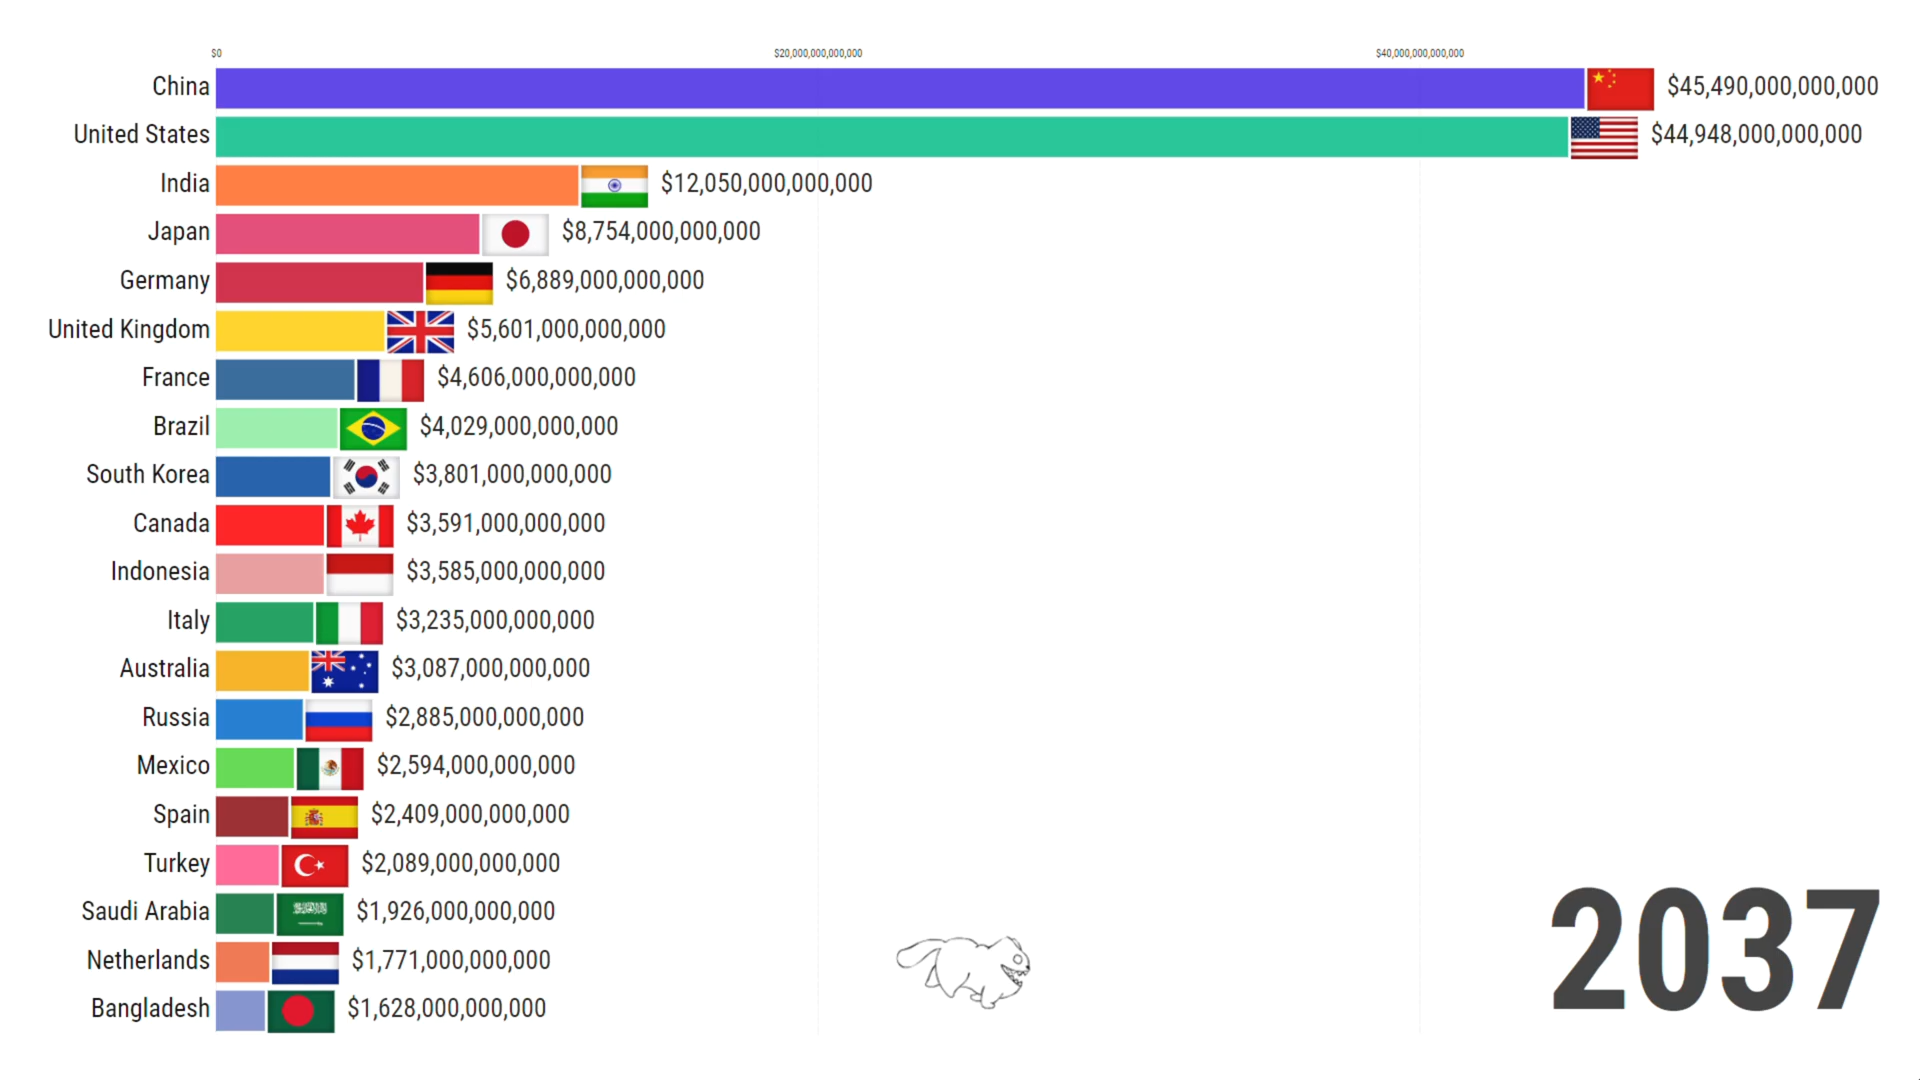 $0 $20,000,000,000,000 $40,000,000,000,000
China $45,490,000,000,000
United States $44,948,000,000,000
India $12,050,000,000,000
Japan $8,754,000,000,000
Germany $6,889,000,000,000
United Kingdom $5,601,000,000,000
France $4,606,000,000,000
Brazil $4,029,000,000,000
South Korea $3,801,000,000,000
Canada $3,591,000,000,000
Indonesia $3,585,000,000,000
Italy $3,235,000,000,000
Australia $3,087,000,000,000
Russia $2,885,000,000,000
Mexico $2,594,000,000,000
Spain $2,409,000,000,000
Turkey $2,089,000,000,000
Saudi Arabia $1,926,000,000,000
Netherlands $1,771,000,000,000
Bangladesh $1,628,000,000,000
2037